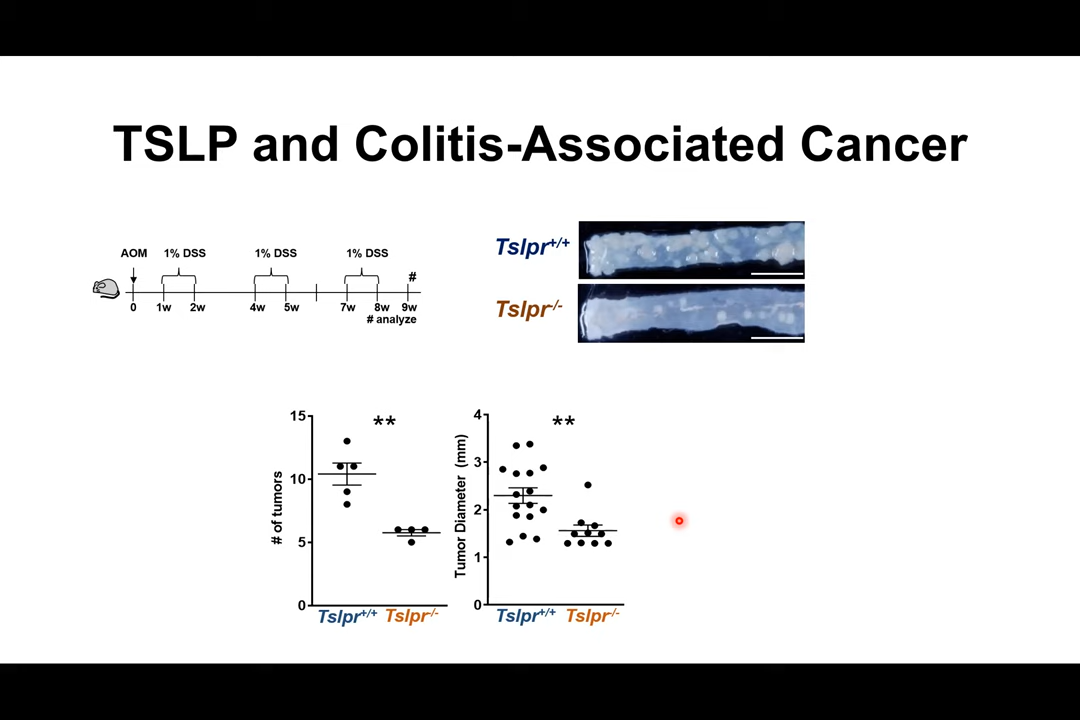 TSLP and Colitis-Associated Cancer
AOM 1% DSS 1% DSS 1% DSS
#
0 1w 2w 4w 5w 7w 8w 9w
# analyze
Tslpr+/+
Tslpr-/-
# of tumors
15
10
5
0
**
Tslpr+/+ Tslpr-/-
Tumor Diameter (mm)
4
3
2
1
0
**
Tslpr+/+ Tslpr-/-